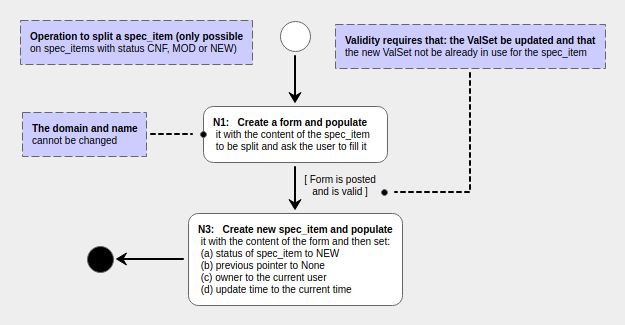 Operation to split a spec_item (only possible
on spec_items with status CNF, MOD or NEW)
Validity requires that: the ValSet be updated and that
the new ValSet not be already in use for the spec_item
The domain and name
cannot be changed
N1: Create a form and populate
it with the content of the spec_item
to be split and ask the user to fill it
[ Form is posted
and is valid ]
N3: Create new spec_item and populate
it with the content of the form and then set:
(a) status of spec_item to NEW
(b) previous pointer to None
(c) owner to the current user
(d) update time to the current time